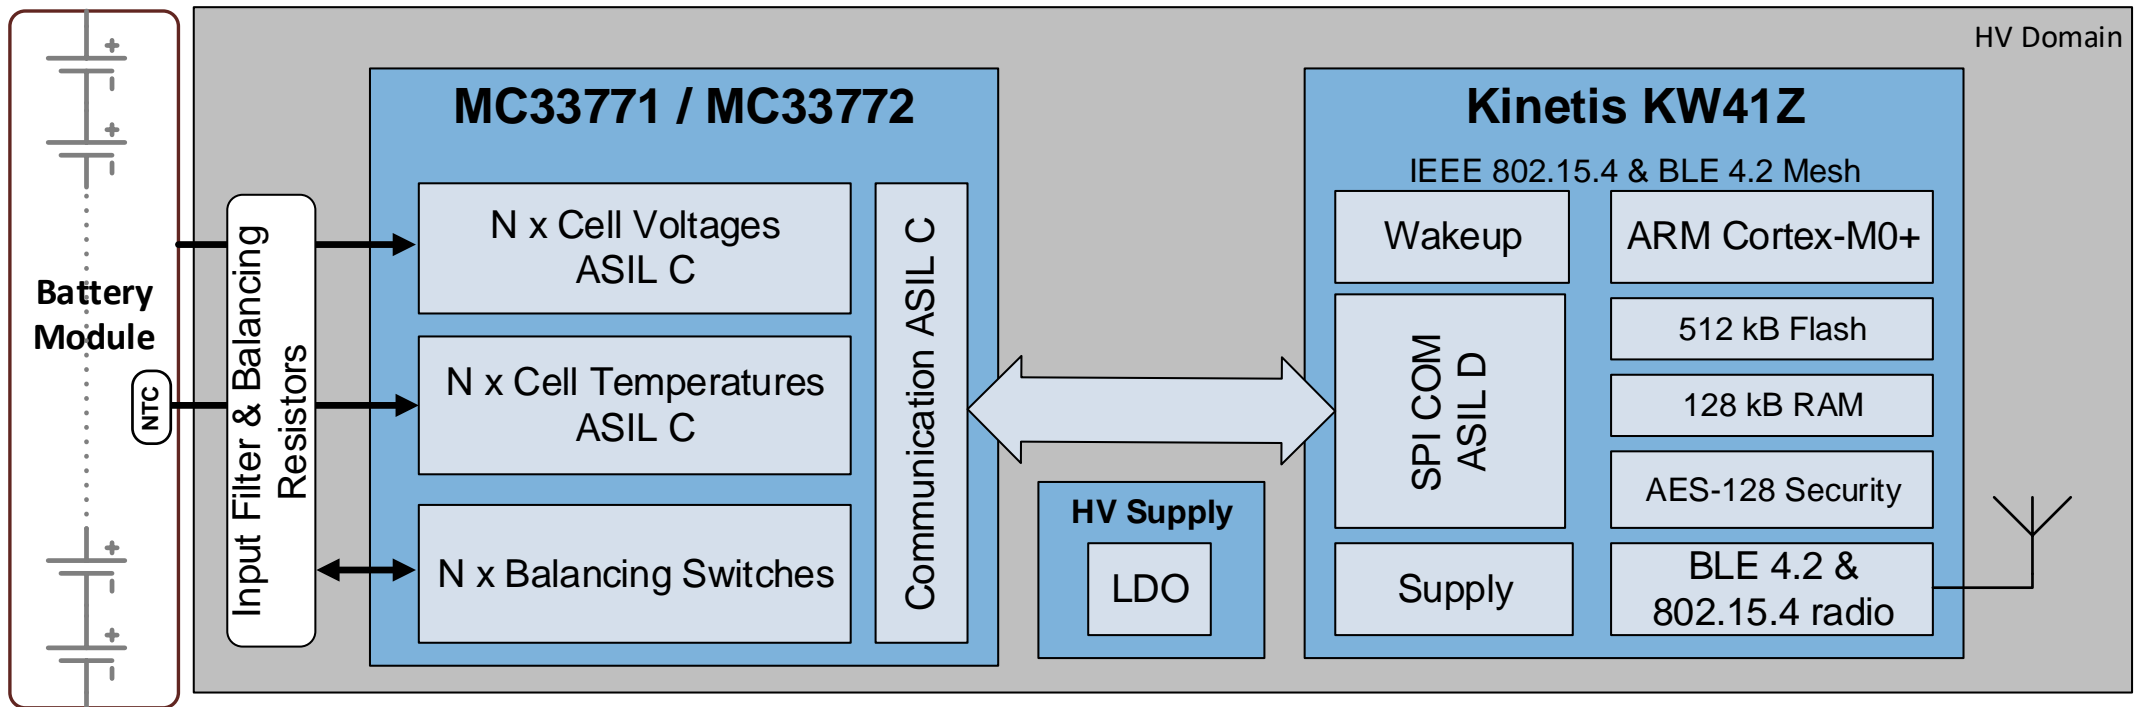 HV Domain
Battery
Module
NTC
Input Filter & Balancing
Resistors
MC33771 / MC33772
N x Cell Voltages
ASIL C
N x Cell Temperatures
ASIL C
N x Balancing Switches
Communication ASIL C
HV Supply
LDO
Kinetis KW41Z
IEEE 802.15.4 & BLE 4.2 Mesh
Wakeup
SPI COM
ASIL D
Supply
ARM Cortex-M0+
512 kB Flash
128 kB RAM
AES-128 Security
BLE 4.2 &
802.15.4 radio